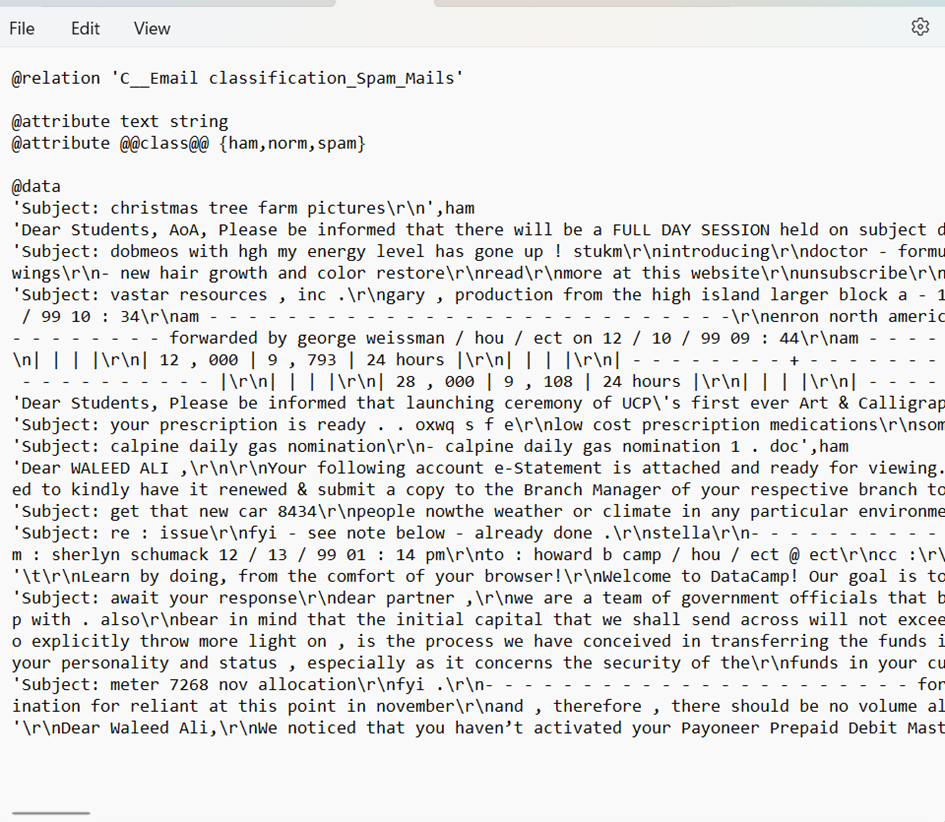 File Edit View
@relation 'C__Email classification_Spam_Mails'
@attribute text string
@attribute @@class@@ {ham,norm,spam}
@data
'Subject: christmas tree farm pictures\r\n',ham
'Dear Students, AoA, Please be informed that there will be a FULL DAY SESSION held on subject d
'Subject: dobmeos with hgh my energy level has gone up ! stukm\r\nintroducing\r\ndoctor - formu
wings\r\n- new hair growth and color restore\r\nread\r\nmore at this website\r\nunsubscribe\r\n
'Subject: vastar resources , inc .\r\ngary , production from the high island larger block a - 1
/ 99 10 : 34\r\nam - - - - - - - - - - - - - - - - - - - - - - - - - - -\r\nenron north americ
- - - - - - - - forwarded by george weissman / hou / ect on 12 / 10 / 99 09 : 44\r\nam - - - -
\n| | | |\r\n| 12 , 000 | 9 , 793 | 24 hours |\r\n| | | |\r\n| - - - - - - - - + - - - - - - -
- - - - - - - - - - |\r\n| | | |\r\n| 28 , 000 | 9 , 108 | 24 hours |\r\n| | | |\r\n| - - - -
'Dear Students, Please be informed that launching ceremony of UCP\'s first ever Art & Calligrap
'Subject: your prescription is ready . . oxwq s f e\r\nlow cost prescription medications\r\nsom
'Subject: calpine daily gas nomination\r\n- calpine daily gas nomination 1 . doc',ham
'Dear WALEED ALI ,\r\n\r\nYour following account e-Statement is attached and ready for viewing.
ed to kindly have it renewed & submit a copy to the Branch Manager of your respective branch to
'Subject: get that new car 8434\r\npeople nowthe weather or climate in any particular environme
'Subject: re : issue\r\nfyi - see note below - already done .\r\nstella\r\n- - - - - - - - - -
m : sherlyn schumack 12 / 13 / 99 01 : 14 pm\r\nto : howard b camp / hou / ect @ ect\r\ncc :\r\
'\t\r\nLearn by doing, from the comfort of your browser!\r\nWelcome to DataCamp! Our goal is to
'Subject: await your response\r\ndear partner ,\r\nwe are a team of government officials that b
p with . also\r\nbear in mind that the initial capital that we shall send across will not excee
o explicitly throw more light on , is the process we have conceived in transferring the funds i
your personality and status , especially as it concerns the security of the\r\nfunds in your cu
'Subject: meter 7268 nov allocation\r\nfyi .\r\n- - - - - - - - - - - - - - - - - - - - - - for
ination for reliant at this point in november\r\nand , therefore , there should be no volume al
'\r\nDear Waleed Ali,\r\nWe noticed that you haven’t activated your Payoneer Prepaid Debit Mast